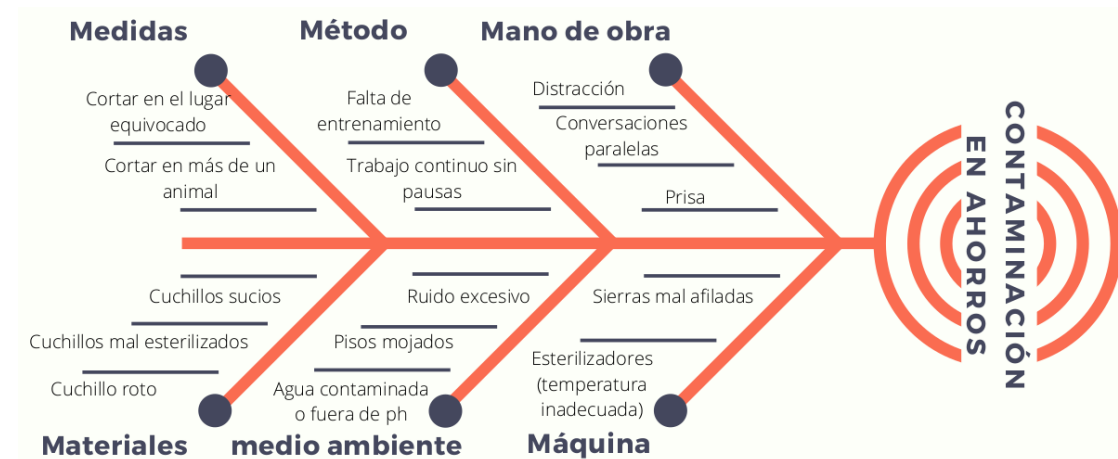 Medidas
Método
Mano de obra
Cortar en el lugar
equivocado
Cortar en más de un
animal
Falta de
entrenamiento
Trabajo continuo sin
pausas
Distracción
Conversaciones
paralelas
Prisa
CONTAMINACIÓN
EN AHORROS
Cuchillos sucios
Cuchillos mal esterilizados
Cuchillo roto
Ruido excesivo
Pisos mojados
Agua contaminada
o fuera de ph
Sierras mal afiladas
Esterilizadores
(temperatura
inadecuada)
Materiales
medio ambiente
Máquina